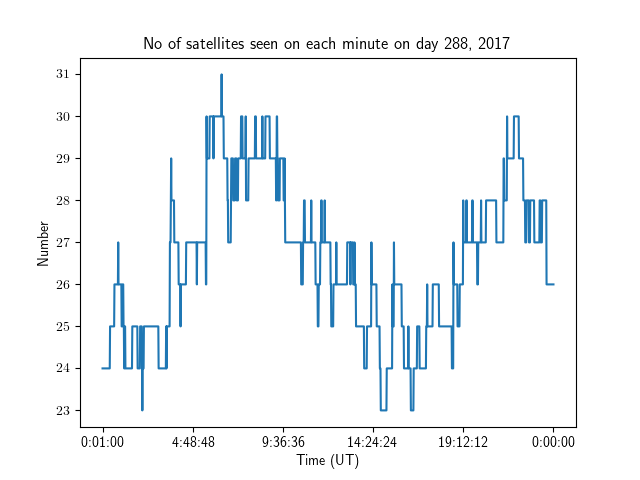 No of satellites seen on each minute on day 288, 2017
31
30
29
28
27
26
25
24
23
Number
0:01:00 4:48:48 9:36:36 14:24:24 19:12:12 0:00:00
Time (UT)